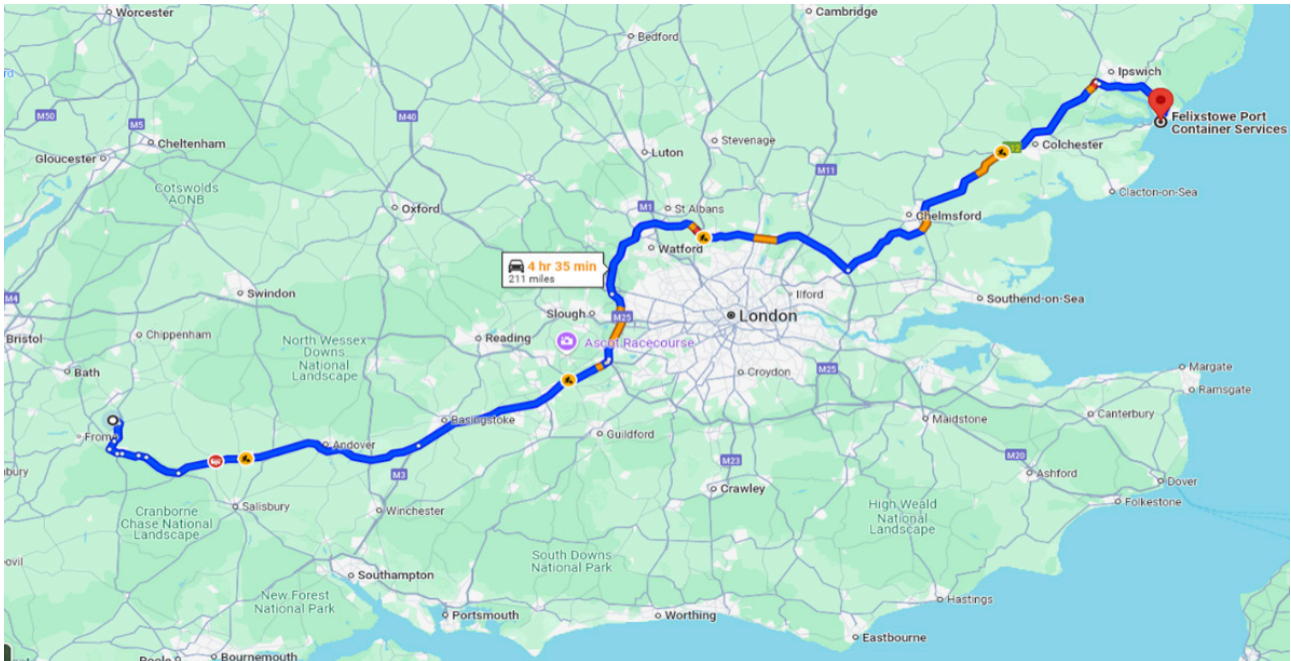 Worcester
Cambridge
Bedford
Ipswich
Felixstowe Port
Container Services
M50
M5
M40
Cheltenham
Gloucester
Stevenage
Luton
Colchester
M11
Cotswolds
AONB
Clacton-on-Sea
Oxford
M1
St Albans
Chelmsford
Watford
4 hr 35 min
211 miles
Swindon
Ilford
Southend-on-Sea
M4
Slough
M25
London
Bristol
Chippenham
North Wessex
Downs
National
Landscape
Reading
Ascot Racecourse
Bath
Croydon
M25
Margate
Ramsgate
Basingstoke
Maidstone
Canterbury
Guildford
Andover
M3
M23
M20
Ashford
Dover
Crawley
Folkestone
Salisbury
Winchester
Cranborne
Chase National
Landscape
High Weald
National
Landscape
South Downs
National Park
Southampton
New Forest
National Park
Hastings
Portsmouth
Worthing
Eastbourne
Bournemouth